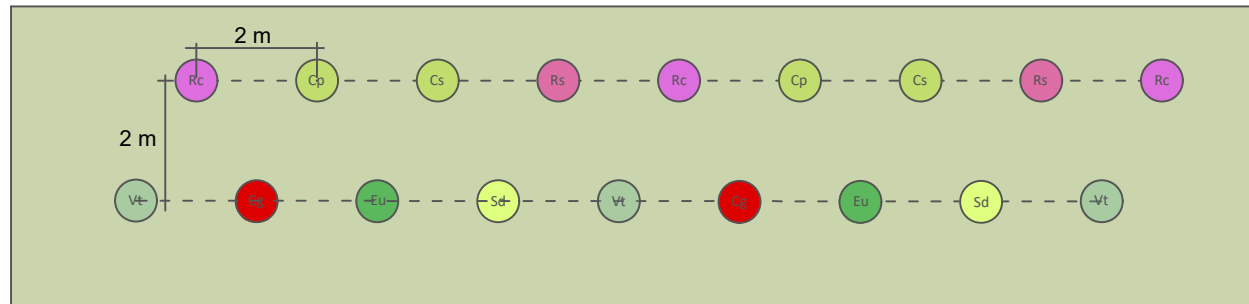 2 m
Rc Cp Cs Rs Rc Cp Cs Rs Rc
2 m
Vt Cg Eu Sd Vt Cg Eu Sd Vt